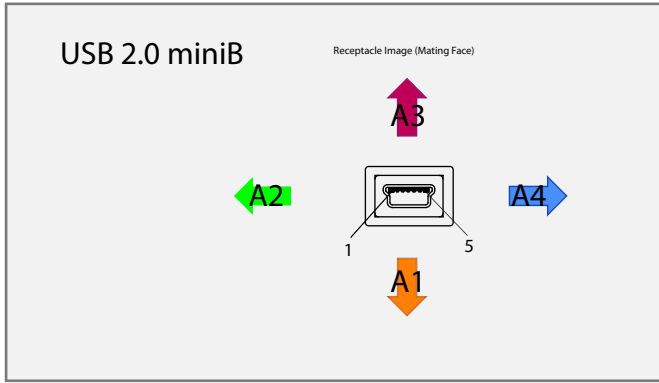 USB 2.0 miniB
Receptacle Image (Mating Face)
A3
A2
A4
1
5
A1